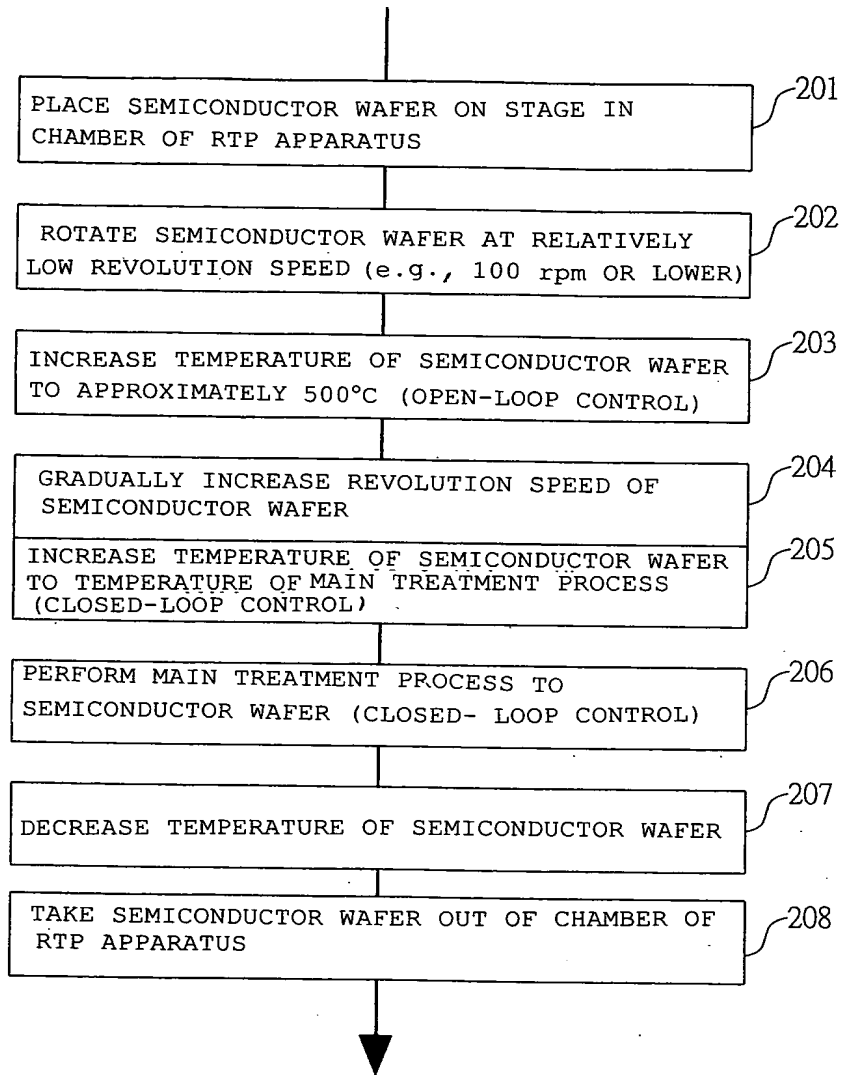 201
PLACE SEMICONDUCTOR WAFER ON STAGE IN
CHAMBER OF RTP APPARATUS
202
ROTATE SEMICONDUCTOR WAFER AT RELATIVELY
LOW REVOLUTION SPEED (e.g., 100 rpm OR LOWER)
203
INCREASE TEMPERATURE OF SEMICONDUCTOR WAFER
TO APPROXIMATELY 500°C (OPEN-LOOP CONTROL)
204
GRADUALLY INCREASE REVOLUTION SPEED OF
SEMICONDUCTOR WAFER
205
INCREASE TEMPERATURE OF SEMICONDUCTOR WAFER
TO TEMPERATURE OF MAIN TREATMENT PROCESS
(CLOSED-LOOP CONTROL)
206
PERFORM MAIN TREATMENT PROCESS TO
SEMICONDUCTOR WAFER (CLOSED- LOOP CONTROL)
207
DECREASE TEMPERATURE OF SEMICONDUCTOR WAFER
208
TAKE SEMICONDUCTOR WAFER OUT OF CHAMBER OF
RTP APPARATUS